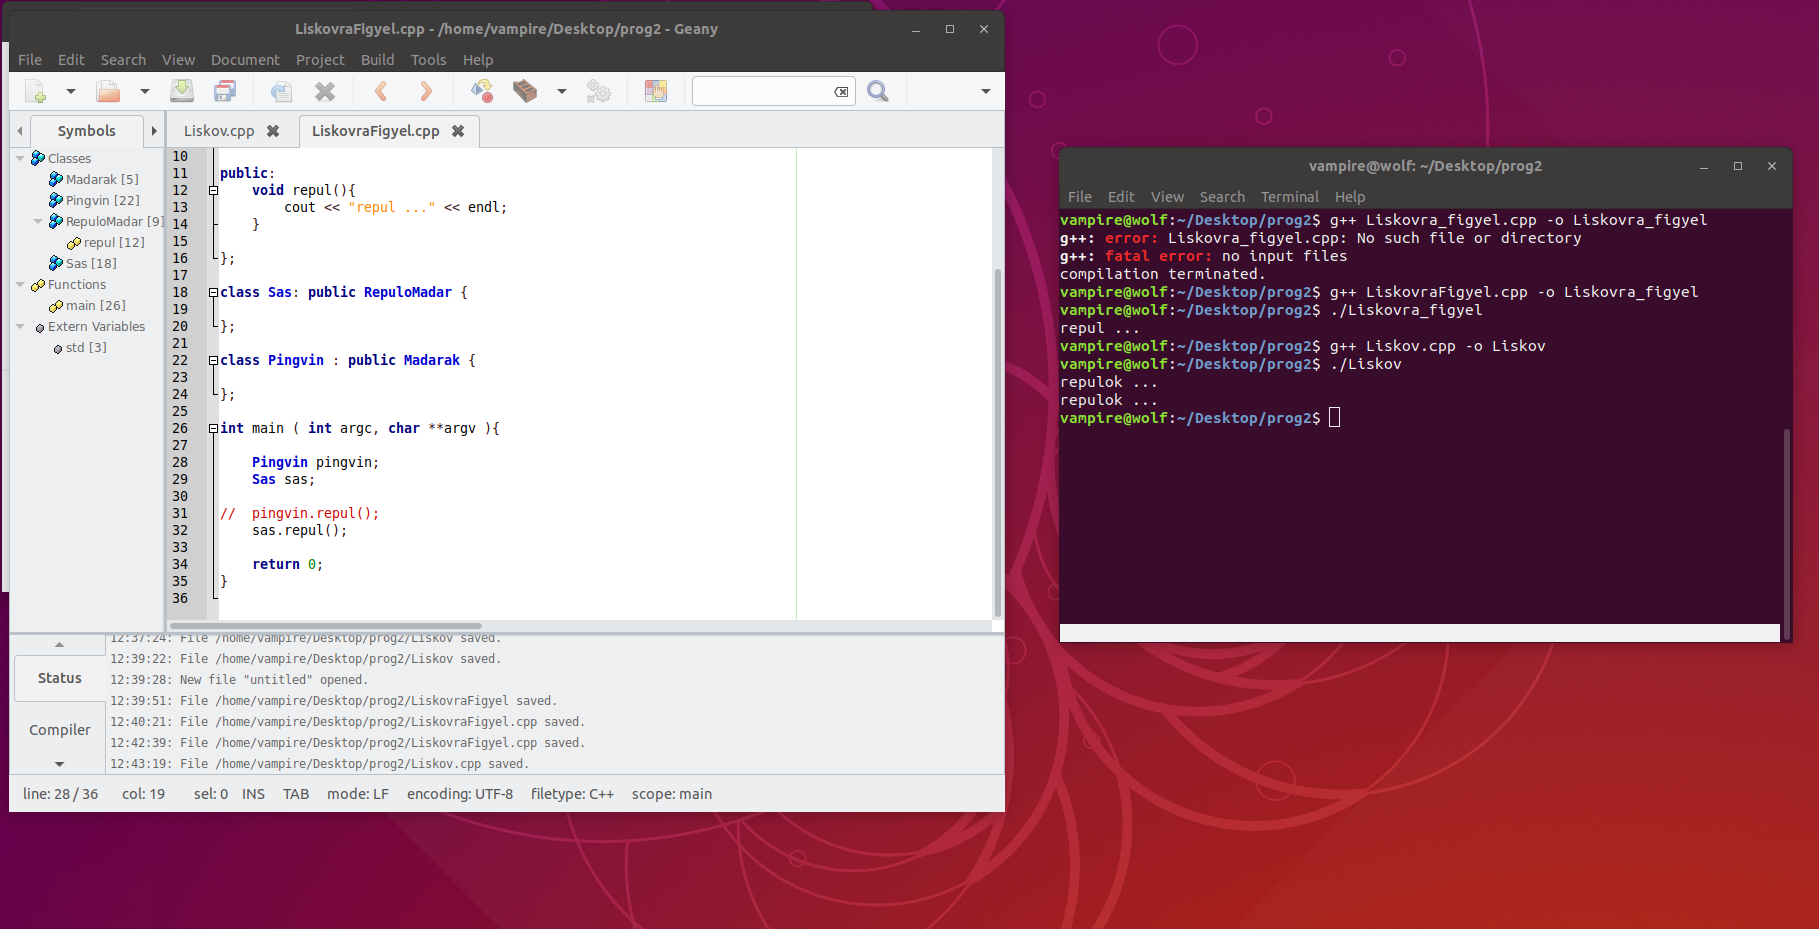 LiskovraFigyel.cpp - /home/vampire/Desktop/prog2 - Geany
File Edit Search View Document Project Build Tools Help
Symbols
Liskov.cpp LiskovraFigyel.cpp
Classes
Madarak [5]
Pingvin [22]
RepuloMadar [9]
repul [12]
Sas [18]
Functions
main [26]
Extern Variables
std [3]
10
11 public:
12 void repul(){
13 cout << "repul ..." << endl;
14 }
15
16 };
17
18 class Sas: public RepuloMadar {
19
20 };
21
22 class Pingvin : public Madarak {
23
24 };
25
26 int main ( int argc, char **argv ){
27
28 Pingvin pingvin;
29 Sas sas;
30
31 // pingvin.repul();
32 sas.repul();
33
34 return 0;
35 }
36
Status
Compiler
12:37:24: File /home/vampire/Desktop/prog2/Liskov saved.
12:39:22: File /home/vampire/Desktop/prog2/Liskov saved.
12:39:28: New file "untitled" opened.
12:39:51: File /home/vampire/Desktop/prog2/LiskovraFigyel saved.
12:40:21: File /home/vampire/Desktop/prog2/LiskovraFigyel.cpp saved.
12:42:39: File /home/vampire/Desktop/prog2/LiskovraFigyel.cpp saved.
12:43:19: File /home/vampire/Desktop/prog2/Liskov.cpp saved.
line: 28 / 36 col: 19 sel: 0 INS TAB mode: LF encoding: UTF-8 filetype: C++ scope: main
vampire@wolf: ~/Desktop/prog2
File Edit View Search Terminal Help
vampire@wolf:~/Desktop/prog2$ g++ Liskovra_figyel.cpp -o Liskovra_figyel
g++: error: Liskovra_figyel.cpp: No such file or directory
g++: fatal error: no input files
compilation terminated.
vampire@wolf:~/Desktop/prog2$ g++ LiskovraFigyel.cpp -o Liskovra_figyel
vampire@wolf:~/Desktop/prog2$ ./Liskovra_figyel
repul ...
vampire@wolf:~/Desktop/prog2$ g++ Liskov.cpp -o Liskov
vampire@wolf:~/Desktop/prog2$ ./Liskov
repulok ...
repulok ...
vampire@wolf:~/Desktop/prog2$